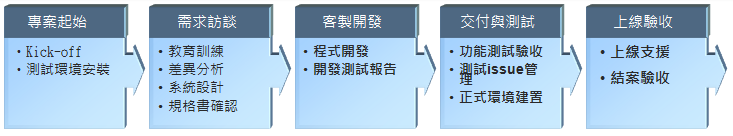 專案起始
• Kick-off
• 測試環境安裝
需求訪談
• 教育訓練
• 差異分析
• 系統設計
• 規格書確認
客製開發
• 程式開發
• 開發測試報告
交付與測試
• 功能測試驗收
• 測試issue管
理
• 正式環境建置
上線驗收
• 上線支援
• 結案驗收